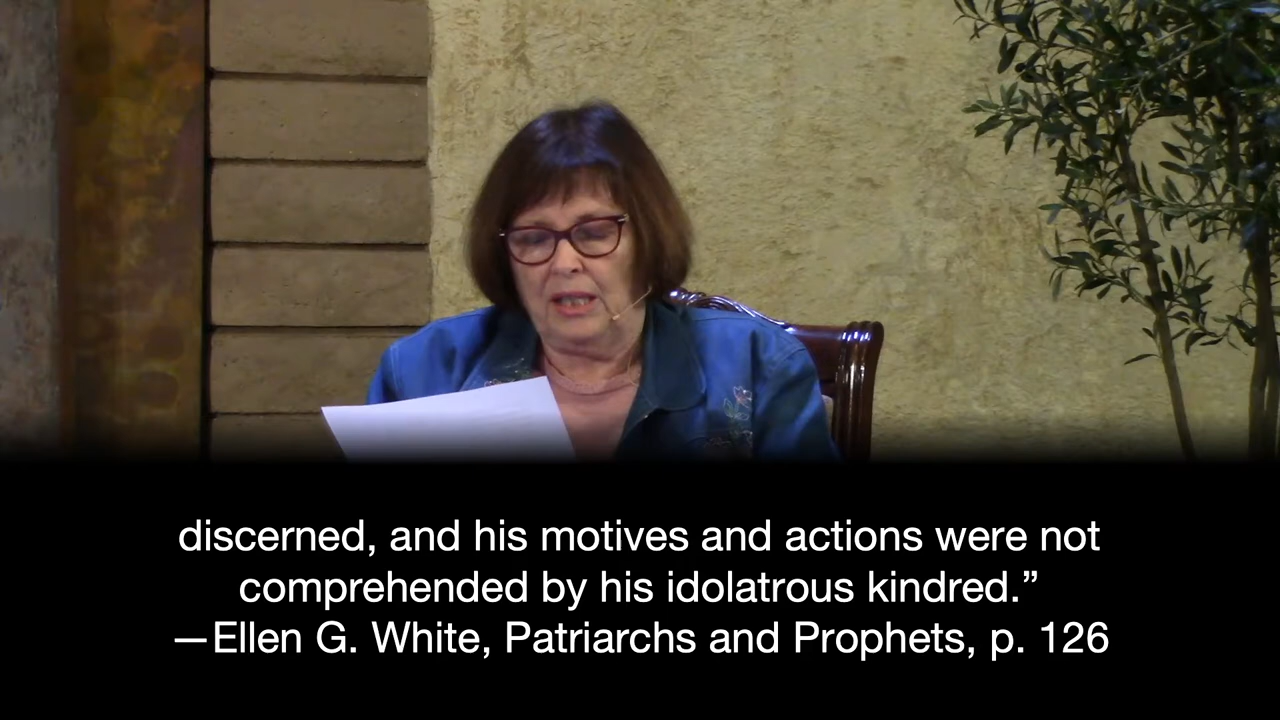 discerned, and his motives and actions were not
comprehended by his idolatrous kindred.”
—Ellen G. White, Patriarchs and Prophets, p. 126